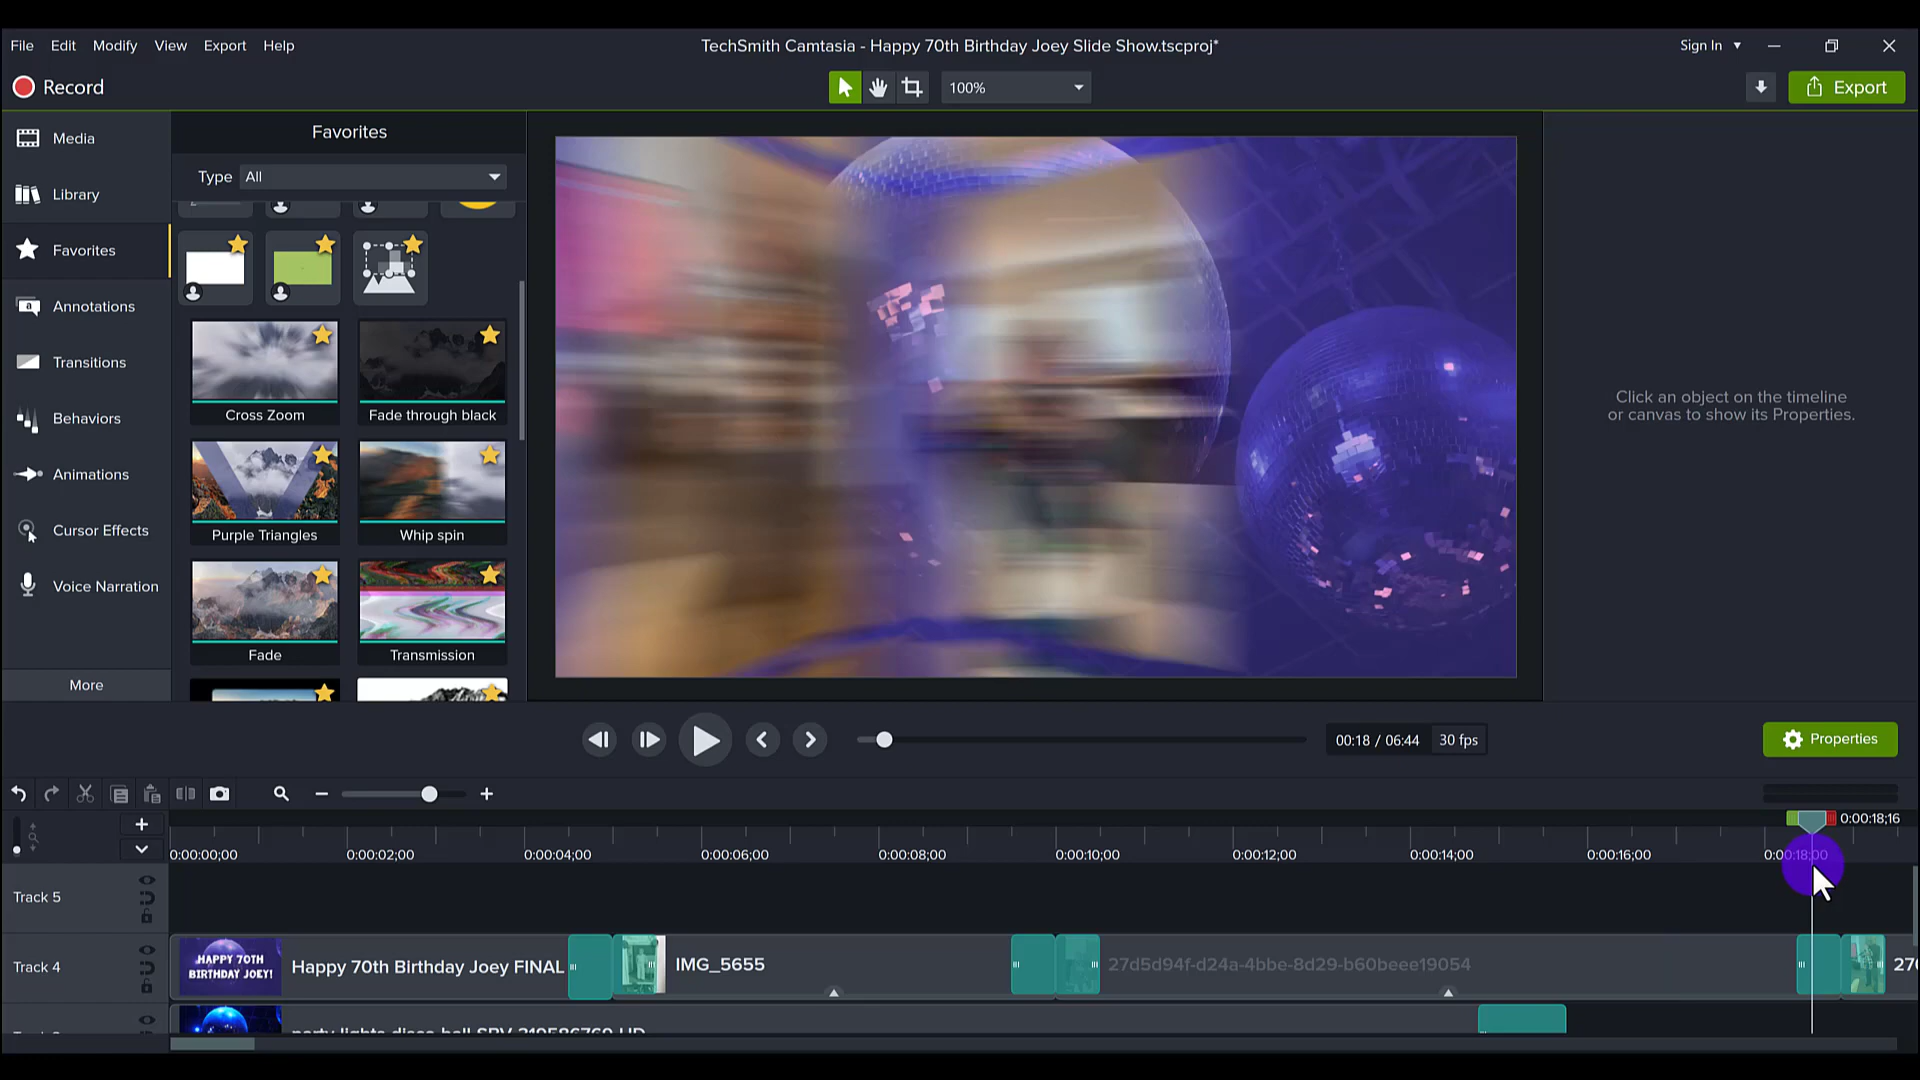 File Edit Modify View Export Help
TechSmith Camtasia - Happy 70th Birthday Joey Slide Show.tscproj*
Sign In
Record
100%
Export
Media
Library
Favorites
Annotations
Transitions
Behaviors
Animations
Cursor Effects
Voice Narration
More
Favorites
Type All
Cross Zoom
Fade through black
Purple Triangles
Whip spin
Fade
Transmission
Click an object on the timeline
or canvas to show its Properties.
00:18 / 06:44 30 fps
Properties
0:00:18;16
0:00:00;00 0:00:02;00 0:00:04;00 0:00:06;00 0:00:08;00 0:00:10;00 0:00:12;00 0:00:14;00 0:00:16;00 0:00:18;00
Track 5
Track 4
HAPPY 70TH
BIRTHDAY JOEY!
Happy 70th Birthday Joey FINAL
IMG_5655
27d5d94f-d24a-4bbe-8d29-b60beee19054